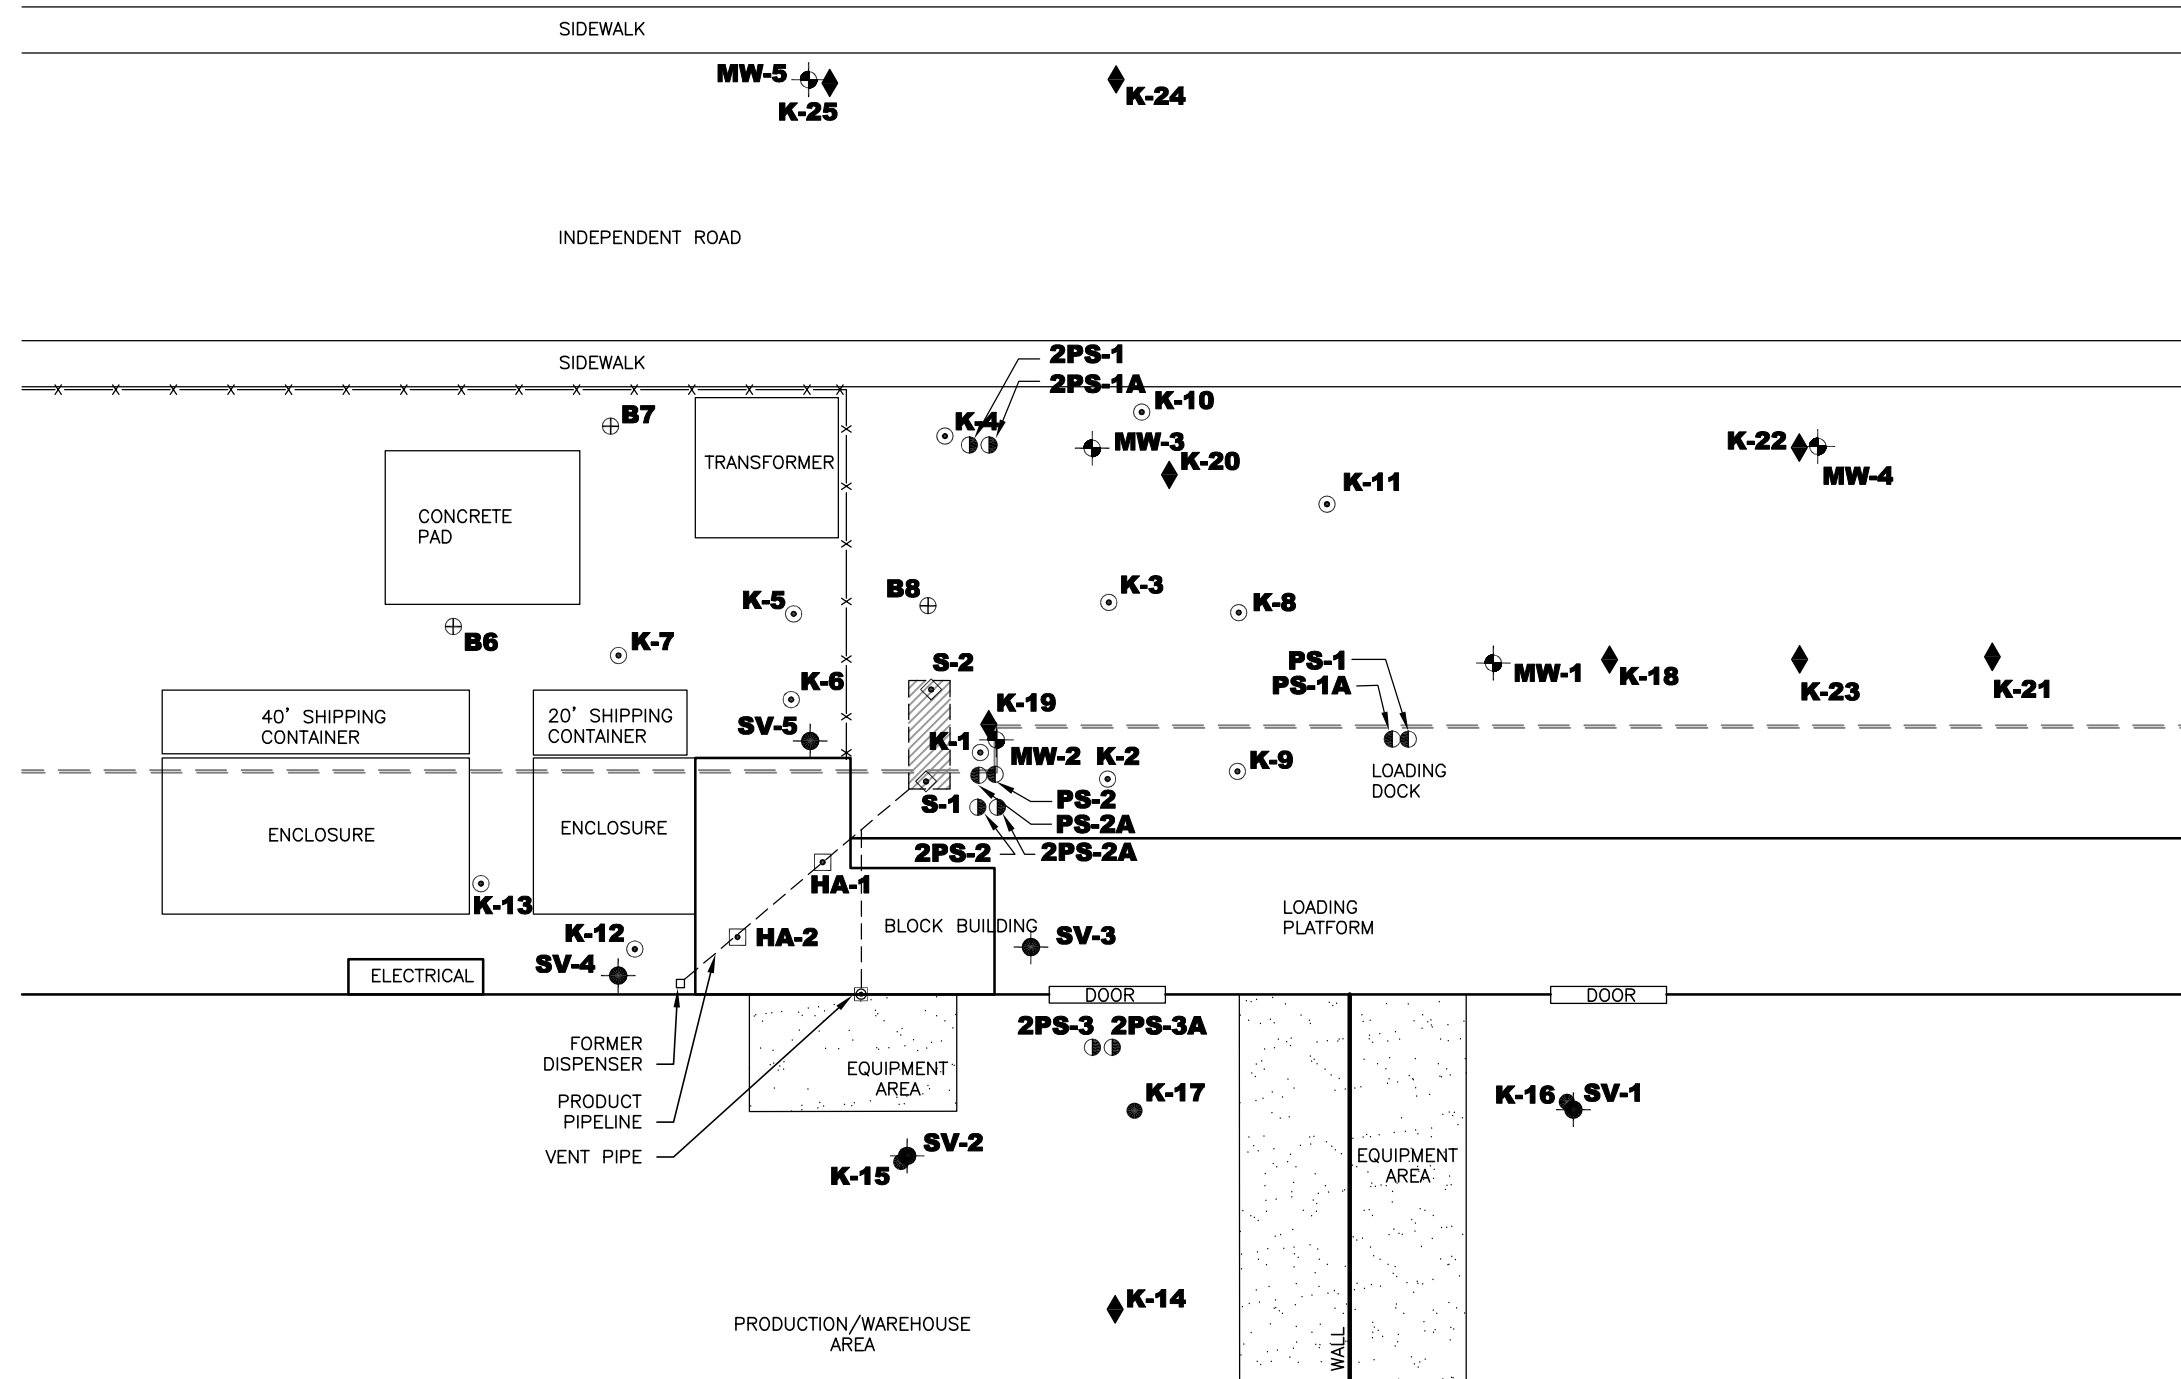 SIDEWALK
MW-5
K-25
K-24
INDEPENDENT ROAD
SIDEWALK
2PS-1
2PS-1A
B7
K-4
K-10
MW-3
K-20
K-22
MW-4
TRANSFORMER
K-11
CONCRETE
PAD
K-5
B8
K-3
K-8
B6
K-7
S-2
PS-1
PS-1A
MW-1
K-18
K-23
K-21
K-6
K-19
40' SHIPPING
CONTAINER
20' SHIPPING
CONTAINER
SV-5
K-1
MW-2
K-2
K-9
LOADING
DOCK
S-1
PS-2
PS-2A
2PS-2
2PS-2A
ENCLOSURE
ENCLOSURE
HA-1
K-13
HA-2
BLOCK BUILDING
LOADING
PLATFORM
K-12
SV-4
SV-3
ELECTRICAL
DOOR
DOOR
2PS-3
2PS-3A
FORMER
DISPENSER
EQUIPMENT
AREA
PRODUCT
PIPELINE
K-17
K-16
SV-1
VENT PIPE
SV-2
K-15
EQUIPMENT
AREA
K-14
PRODUCTION/WAREHOUSE
AREA
WALL